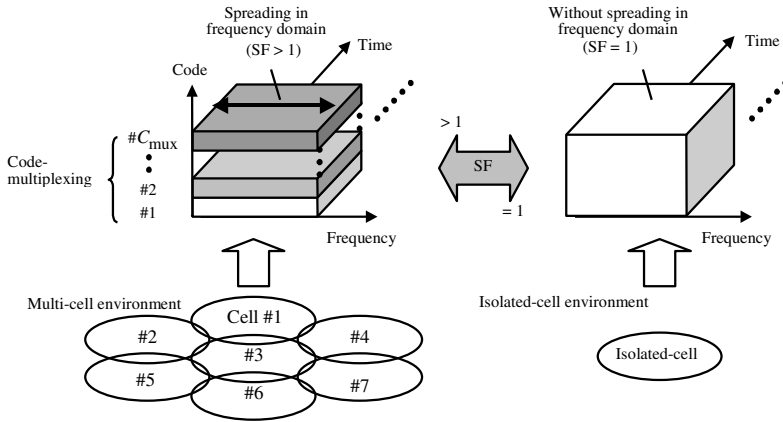 Spreading in
frequency domain
(SF > 1)
Time
Code
#Cmux
Code-
multiplexing
#2
#1
Frequency
> 1
SF
= 1
Without spreading in
frequency domain
(SF = 1)
Time
Frequency
Multi-cell environment
Cell #1
#2
#4
#3
#5
#7
#6
Isolated-cell environment
Isolated-cell